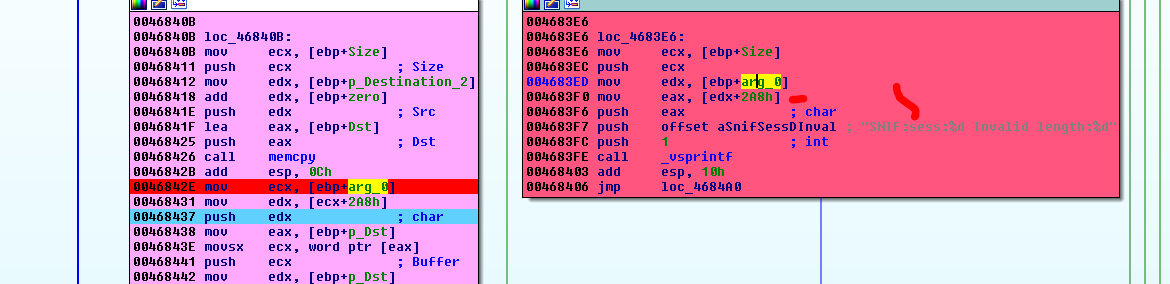 0046840B
0046840B loc_46840B:
0046840B mov ecx, [ebp+Size]
00468411 push ecx ; Size
00468412 mov edx, [ebp+p_Destination_2]
00468418 add edx, [ebp+zero]
0046841E push edx ; Src
0046841F lea eax, [ebp+Dst]
00468425 push eax ; Dst
00468426 call memcpy
0046842B add esp, 0Ch
0046842E mov ecx, [ebp+arg_0]
00468431 mov edx, [ecx+2A8h]
00468437 push edx ; char
00468438 mov eax, [ebp+p_Dst]
0046843E movsx ecx, word ptr [eax]
00468441 push ecx ; Buffer
00468442 mov edx, [ebp+p_Dst]
004683E6
004683E6 loc_4683E6:
004683E6 mov ecx, [ebp+Size]
004683EC push ecx
004683ED mov edx, [ebp+arg_0]
004683F0 mov eax, [edx+2A8h]
004683F6 push eax ; char
004683F7 push offset aSnifSessDInval ; "SNIF:sess:%d Invalid length:%d"
004683FC push 1 ; int
004683FE call _vsprintf
00468403 add esp, 10h
00468406 jmp loc_4684A0